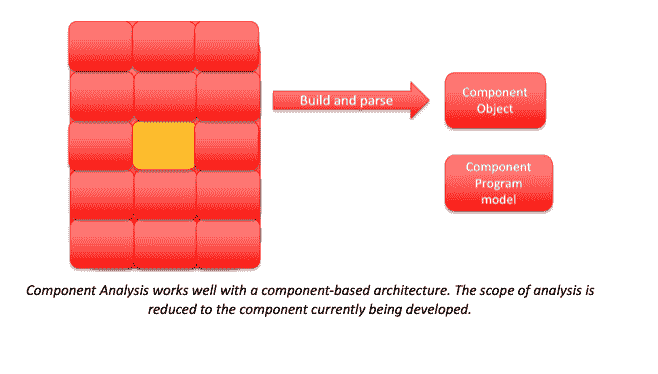 Build and parse
Component
Object
Component
Program
model
Component Analysis works well with a component-based architecture. The scope of analysis is
reduced to the component currently being developed.